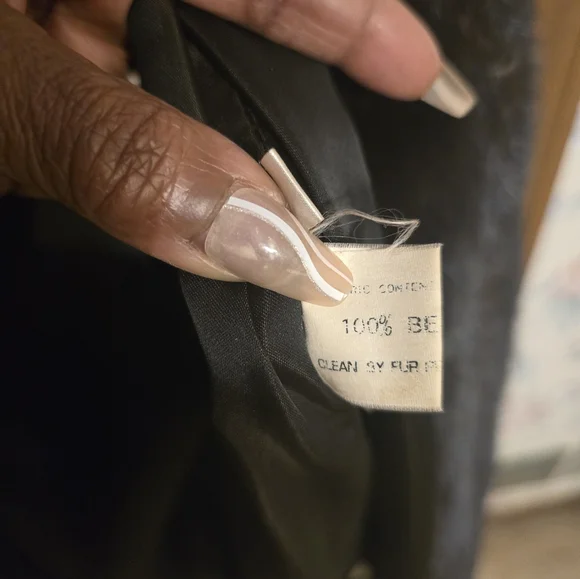 RIC CONTEN
100% BE
CLEAN BY FUR